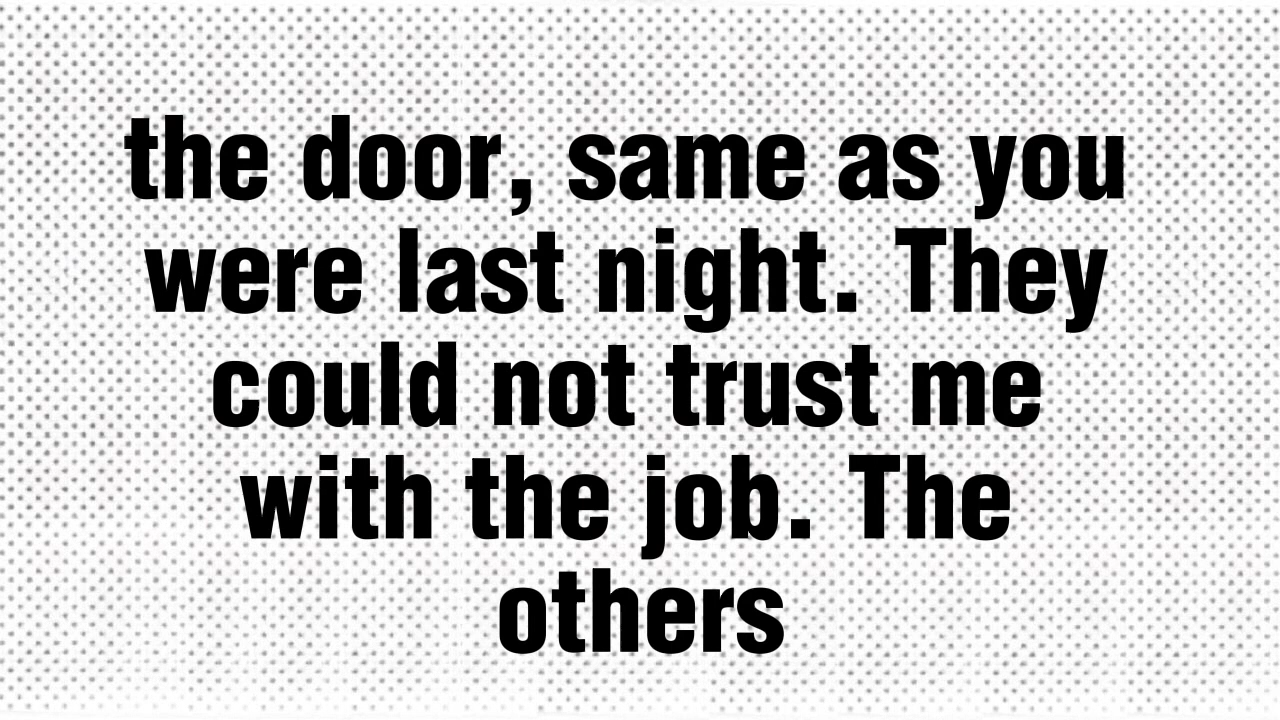 the door, same as you
were last night. They
could not trust me
with the job. The
others